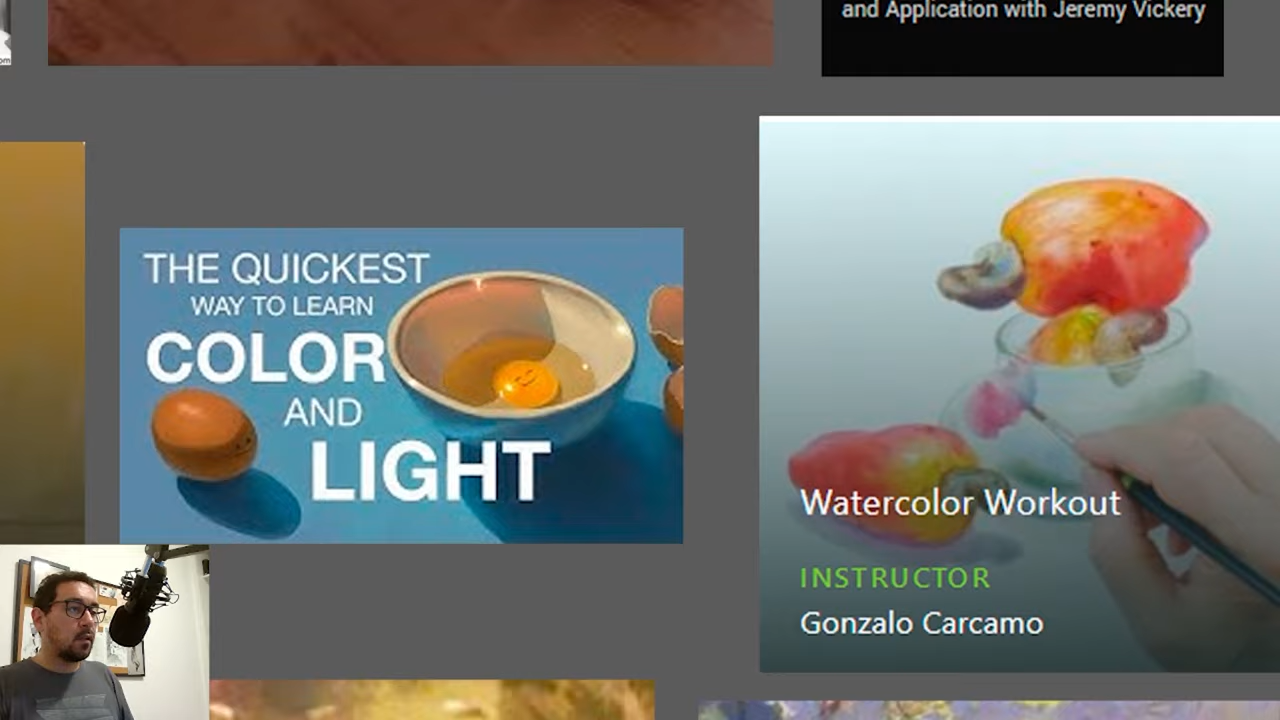 and Application with Jeremy Vickery
THE QUICKEST
WAY TO LEARN
COLOR
AND
LIGHT
Watercolor Workout
INSTRUCTOR
Gonzalo Carcamo